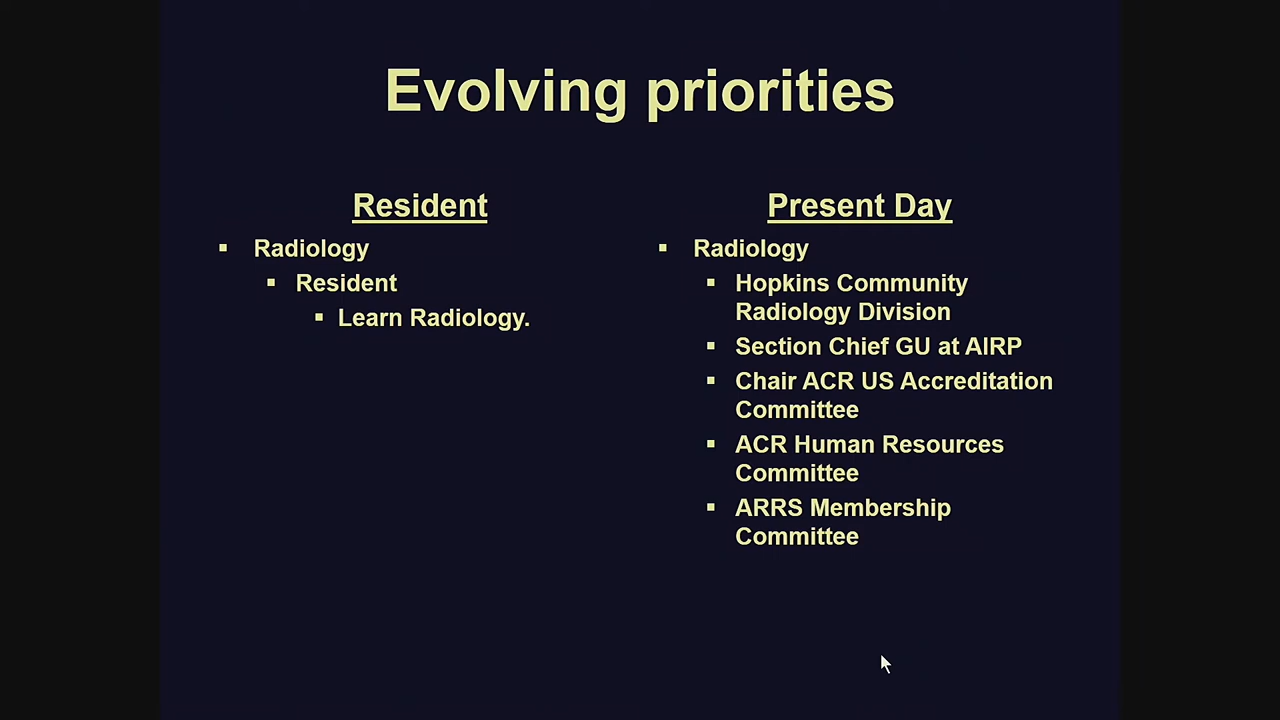 Evolving priorities
Resident
Radiology
Resident
Learn Radiology.
Present Day
Radiology
Hopkins Community
Radiology Division
Section Chief GU at AIRP
Chair ACR US Accreditation
Committee
ACR Human Resources
Committee
ARRS Membership
Committee